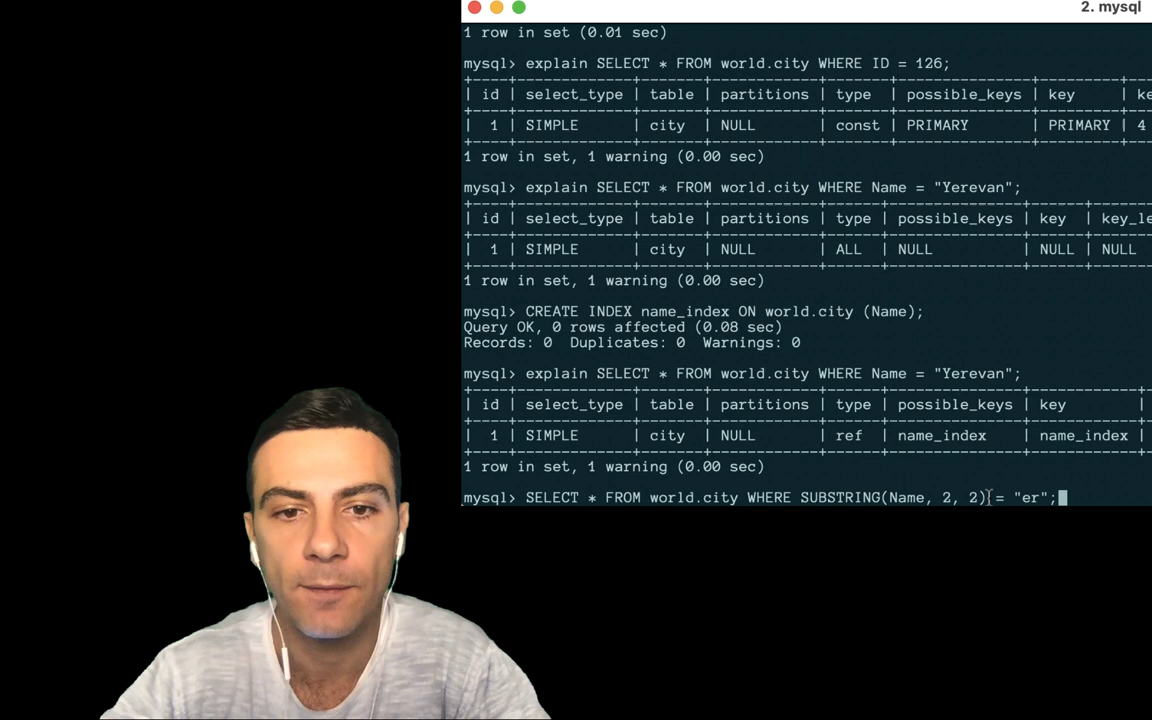 2. mysql
1 row in set (0.01 sec)
mysql> explain SELECT * FROM world.city WHERE ID = 126;
+----+-------------+-------+------------+-------+---------------+---------+---
| id | select_type | table | partitions | type | possible_keys | key | ke
+----+-------------+-------+------------+-------+---------------+---------+---
| 1 | SIMPLE | city | NULL | const | PRIMARY | PRIMARY | 4
+----+-------------+-------+------------+-------+---------------+---------+---
1 row in set, 1 warning (0.00 sec)
mysql> explain SELECT * FROM world.city WHERE Name = "Yerevan";
+----+-------------+-------+------------+------+---------------+------+-------
| id | select_type | table | partitions | type | possible_keys | key | key_le
+----+-------------+-------+------------+------+---------------+------+-------
| 1 | SIMPLE | city | NULL | ALL | NULL | NULL | NULL
+----+-------------+-------+------------+------+---------------+------+-------
1 row in set, 1 warning (0.00 sec)
mysql> CREATE INDEX name_index ON world.city (Name);
Query OK, 0 rows affected (0.08 sec)
Records: 0 Duplicates: 0 Warnings: 0
mysql> explain SELECT * FROM world.city WHERE Name = "Yerevan";
+----+-------------+-------+------------+------+---------------+------------+-
| id | select_type | table | partitions | type | possible_keys | key |
+----+-------------+-------+------------+------+---------------+------------+-
| 1 | SIMPLE | city | NULL | ref | name_index | name_index |
+----+-------------+-------+------------+------+---------------+------------+-
1 row in set, 1 warning (0.00 sec)
mysql> SELECT * FROM world.city WHERE SUBSTRING(Name, 2, 2) = "er";